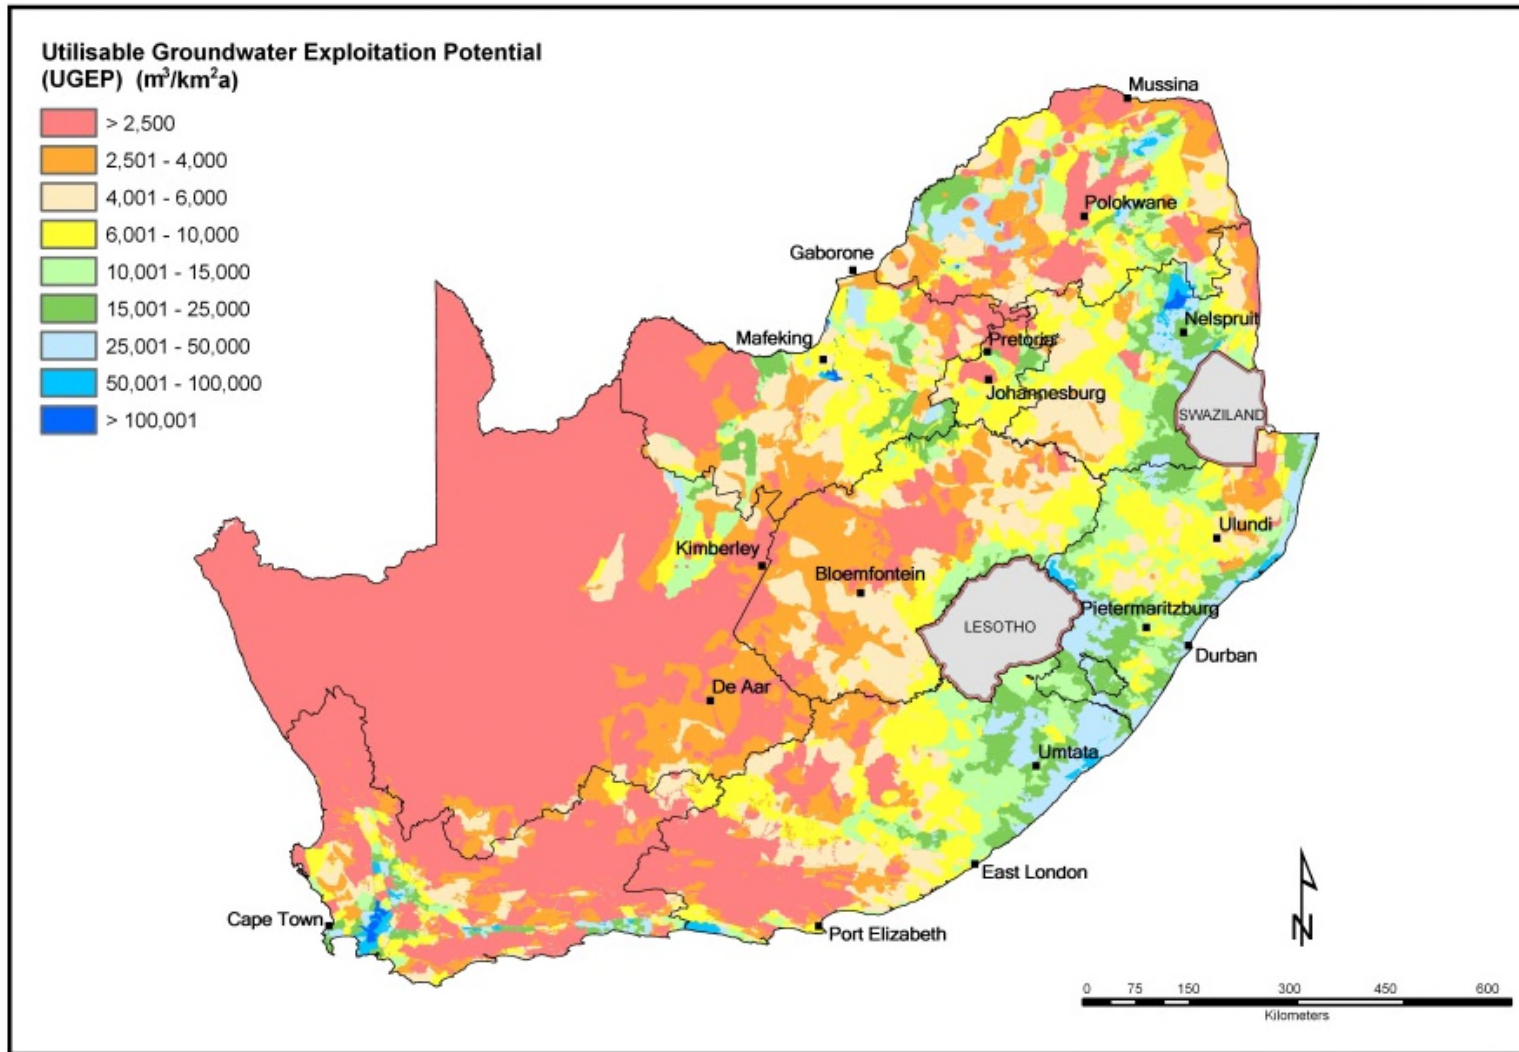 Utilisable Groundwater Exploitation Potential
(UGEP) (m³/km²a)
> 2,500
2,501 - 4,000
4,001 - 6,000
6,001 - 10,000
10,001 - 15,000
15,001 - 25,000
25,001 - 50,000
50,001 - 100,000
> 100,001
Mussina
Polokwane
Gaborone
Nelspruit
Mafeking
Pretoria
Johannesburg
SWAZILAND
Ulundi
Kimberley
Bloemfontein
Pietermaritzburg
LESOTHO
Durban
De Aar
Umtata
East London
Cape Town
Port Elizabeth
N
0 75 150 300 450 600
Kilometers